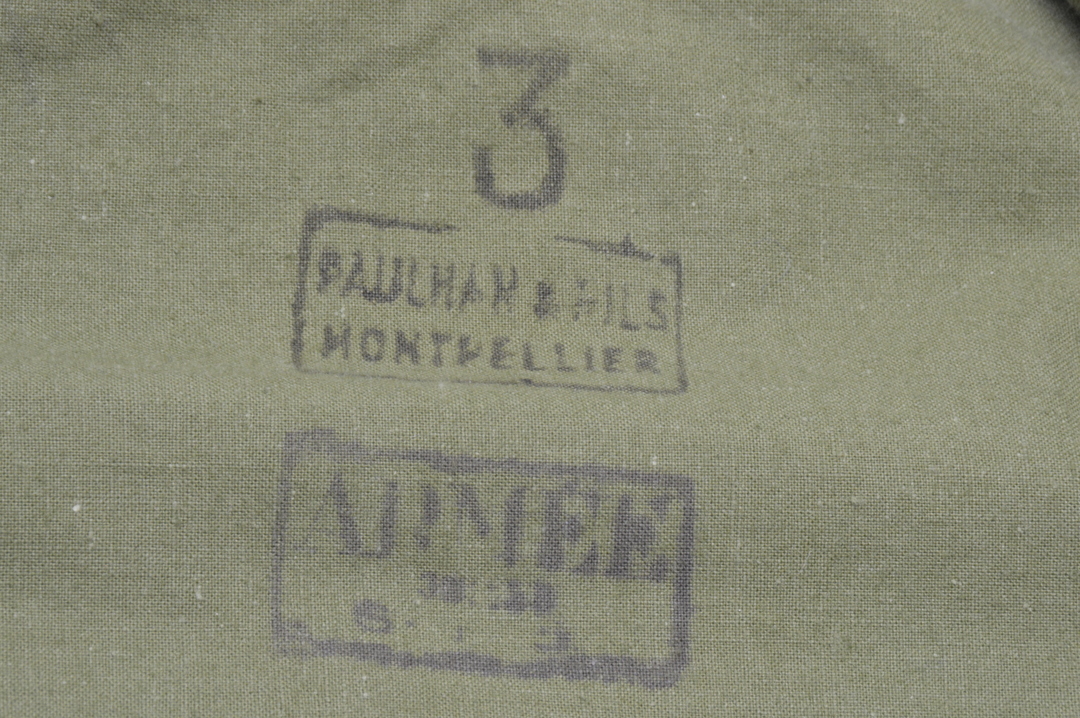 3
PAULHAN & FILS
MONTPELLIER
ARMEE